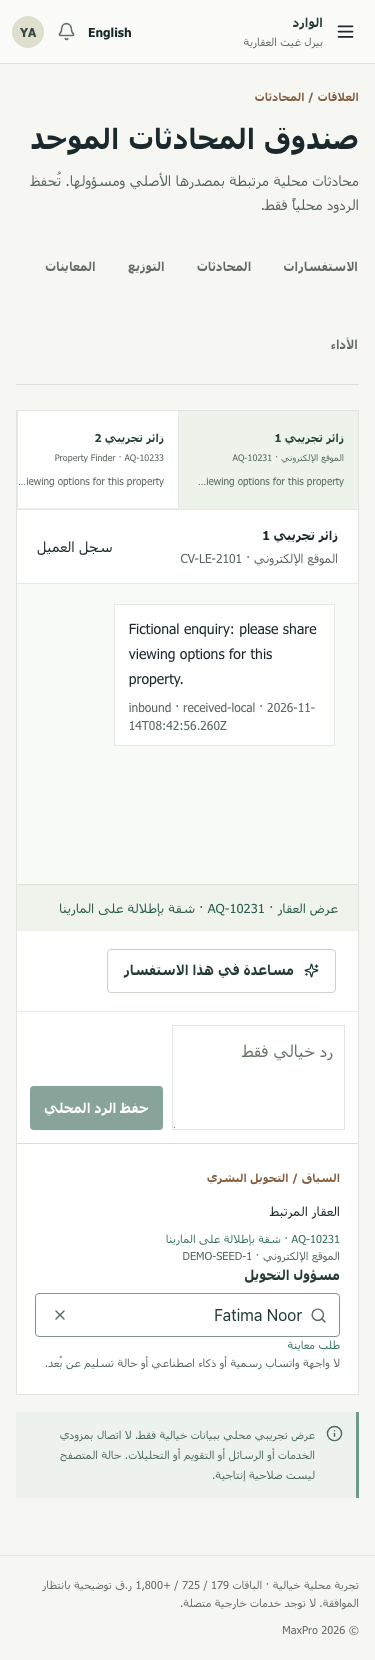 الوارد
بيرل غيت العقارية
English
YA
العلاقات / المحادثات
صندوق المحادثات الموحد
محادثات محلية مرتبطة بمصدرها الأصلي ومسؤولها. تُحفظ
الردود محلياً فقط.
الاستفسارات
المحادثات
التوزيع
المعاينات
الأداء
زائر تجريبي 1
الموقع الإلكتروني · AQ-10231
...iewing options for this property
زائر تجريبي 2
Property Finder · AQ-10233
...iewing options for this property
زائر تجريبي 1
الموقع الإلكتروني · CV-LE-2101
سجل العميل
Fictional enquiry: please share
viewing options for this
property.
inbound · received-local · 2026-11-
14T08:42:56.260Z
عرض العقار · AQ-10231 · شقة بإطلالة على المارينا
مساعدة في هذا الاستفسار
رد خيالي فقط
حفظ الرد المحلي
السياق / التحويل البشري
العقار المرتبط
AQ-10231 · شقة بإطلالة على المارينا
الموقع الإلكتروني · DEMO-SEED-1
مسؤول التحويل
Fatima Noor
طلب معاينة
لا واجهة واتساب رسمية أو ذكاء اصطناعي أو حالة تسليم عن بُعد.
عرض تجريبي محلي ببيانات خيالية فقط. لا اتصال بمزودي
الخدمات أو الرسائل أو التقويم أو التحليلات. حالة المتصفح
ليست صلاحية إنتاجية.
تجربة محلية خيالية · الباقات 179 / 725 / +1,800 ر.ق توضيحية بانتظار
الموافقة. لا توجد خدمات خارجية متصلة.
© 2026 MaxPro